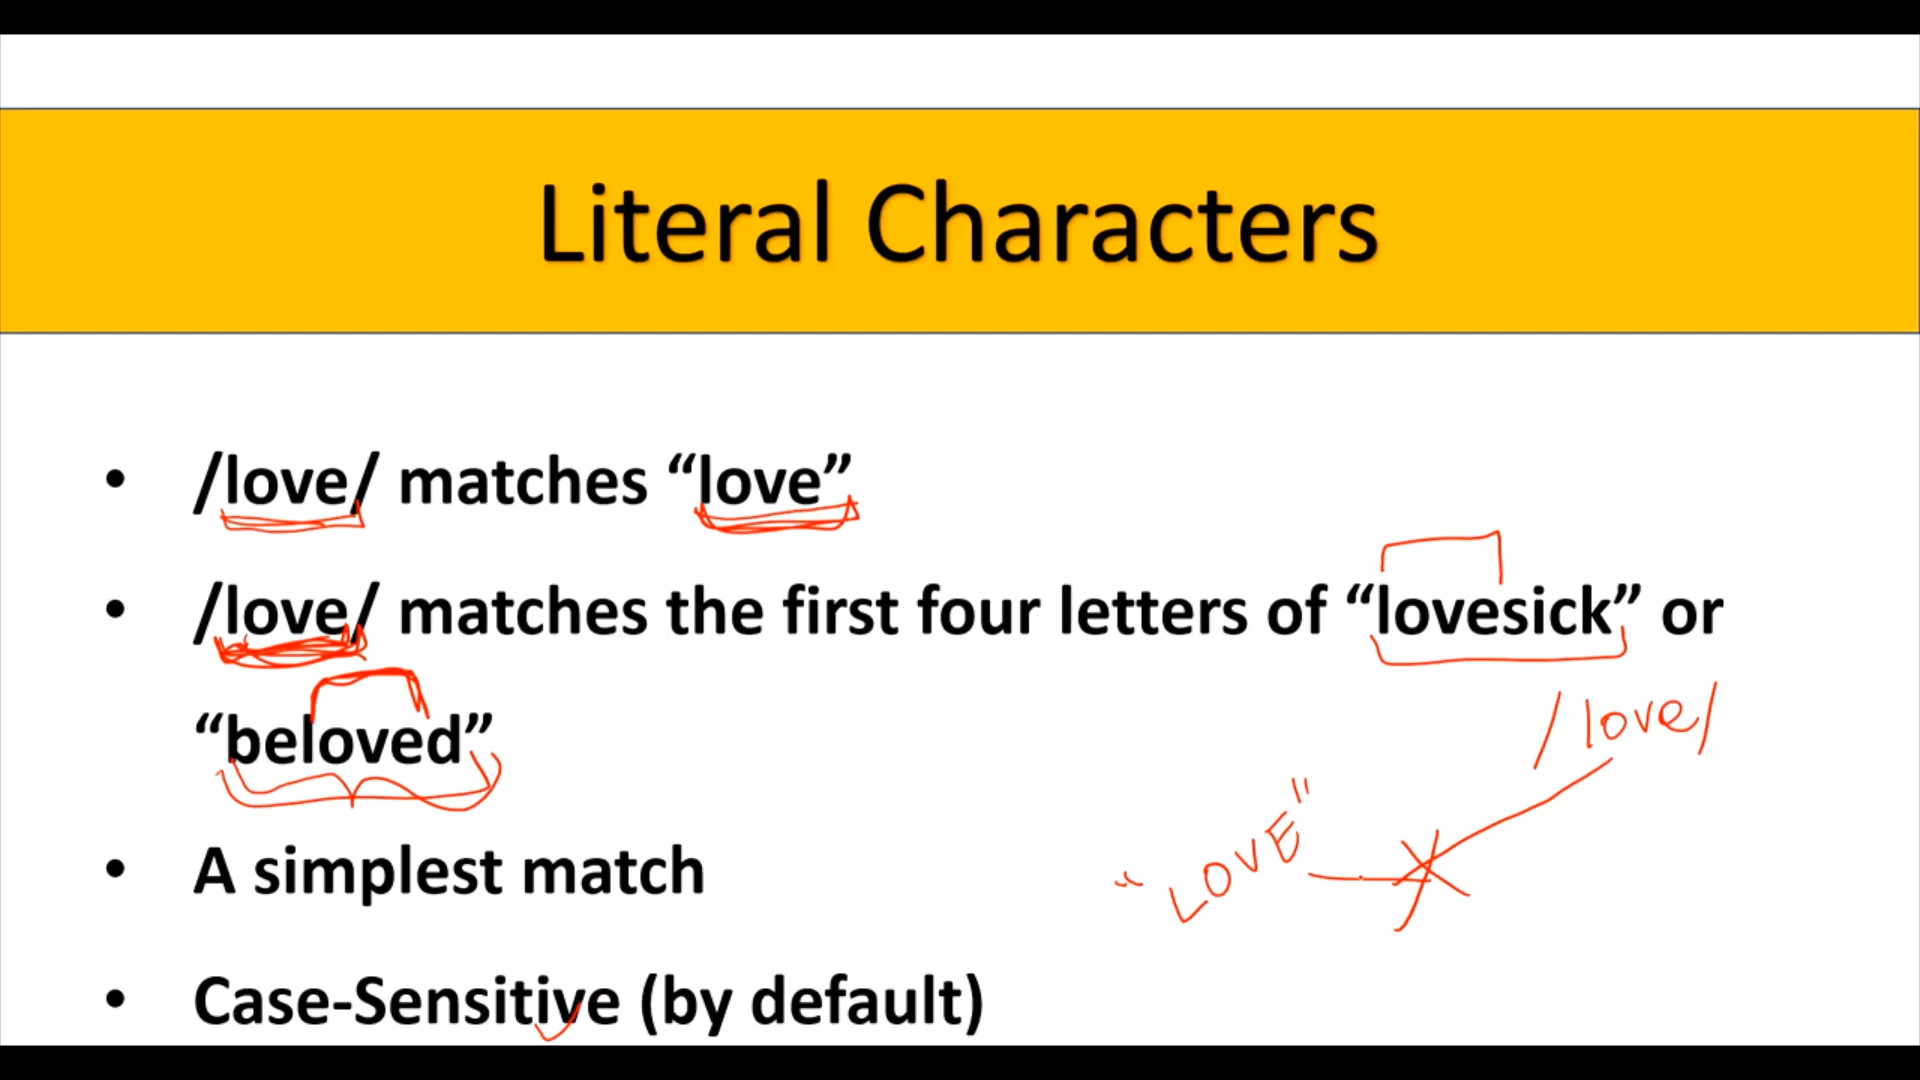 Literal Characters
• /love/ matches “love”
• /love/ matches the first four letters of “lovesick” or
“beloved”
/love/
“LOVE”
• A simplest match
• Case-Sensitive (by default)